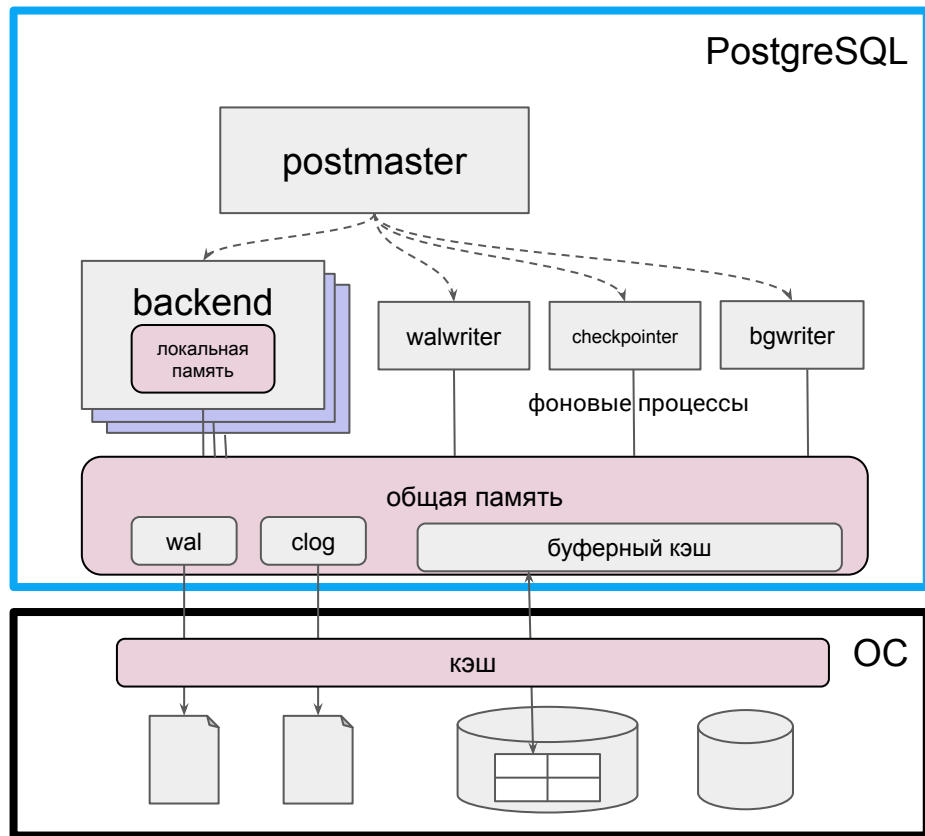 PostgreSQL
postmaster
backend
локальная
память
walwriter
checkpointer
bgwriter
фоновые процессы
общая память
wal
clog
буферный кэш
кэш
ОС